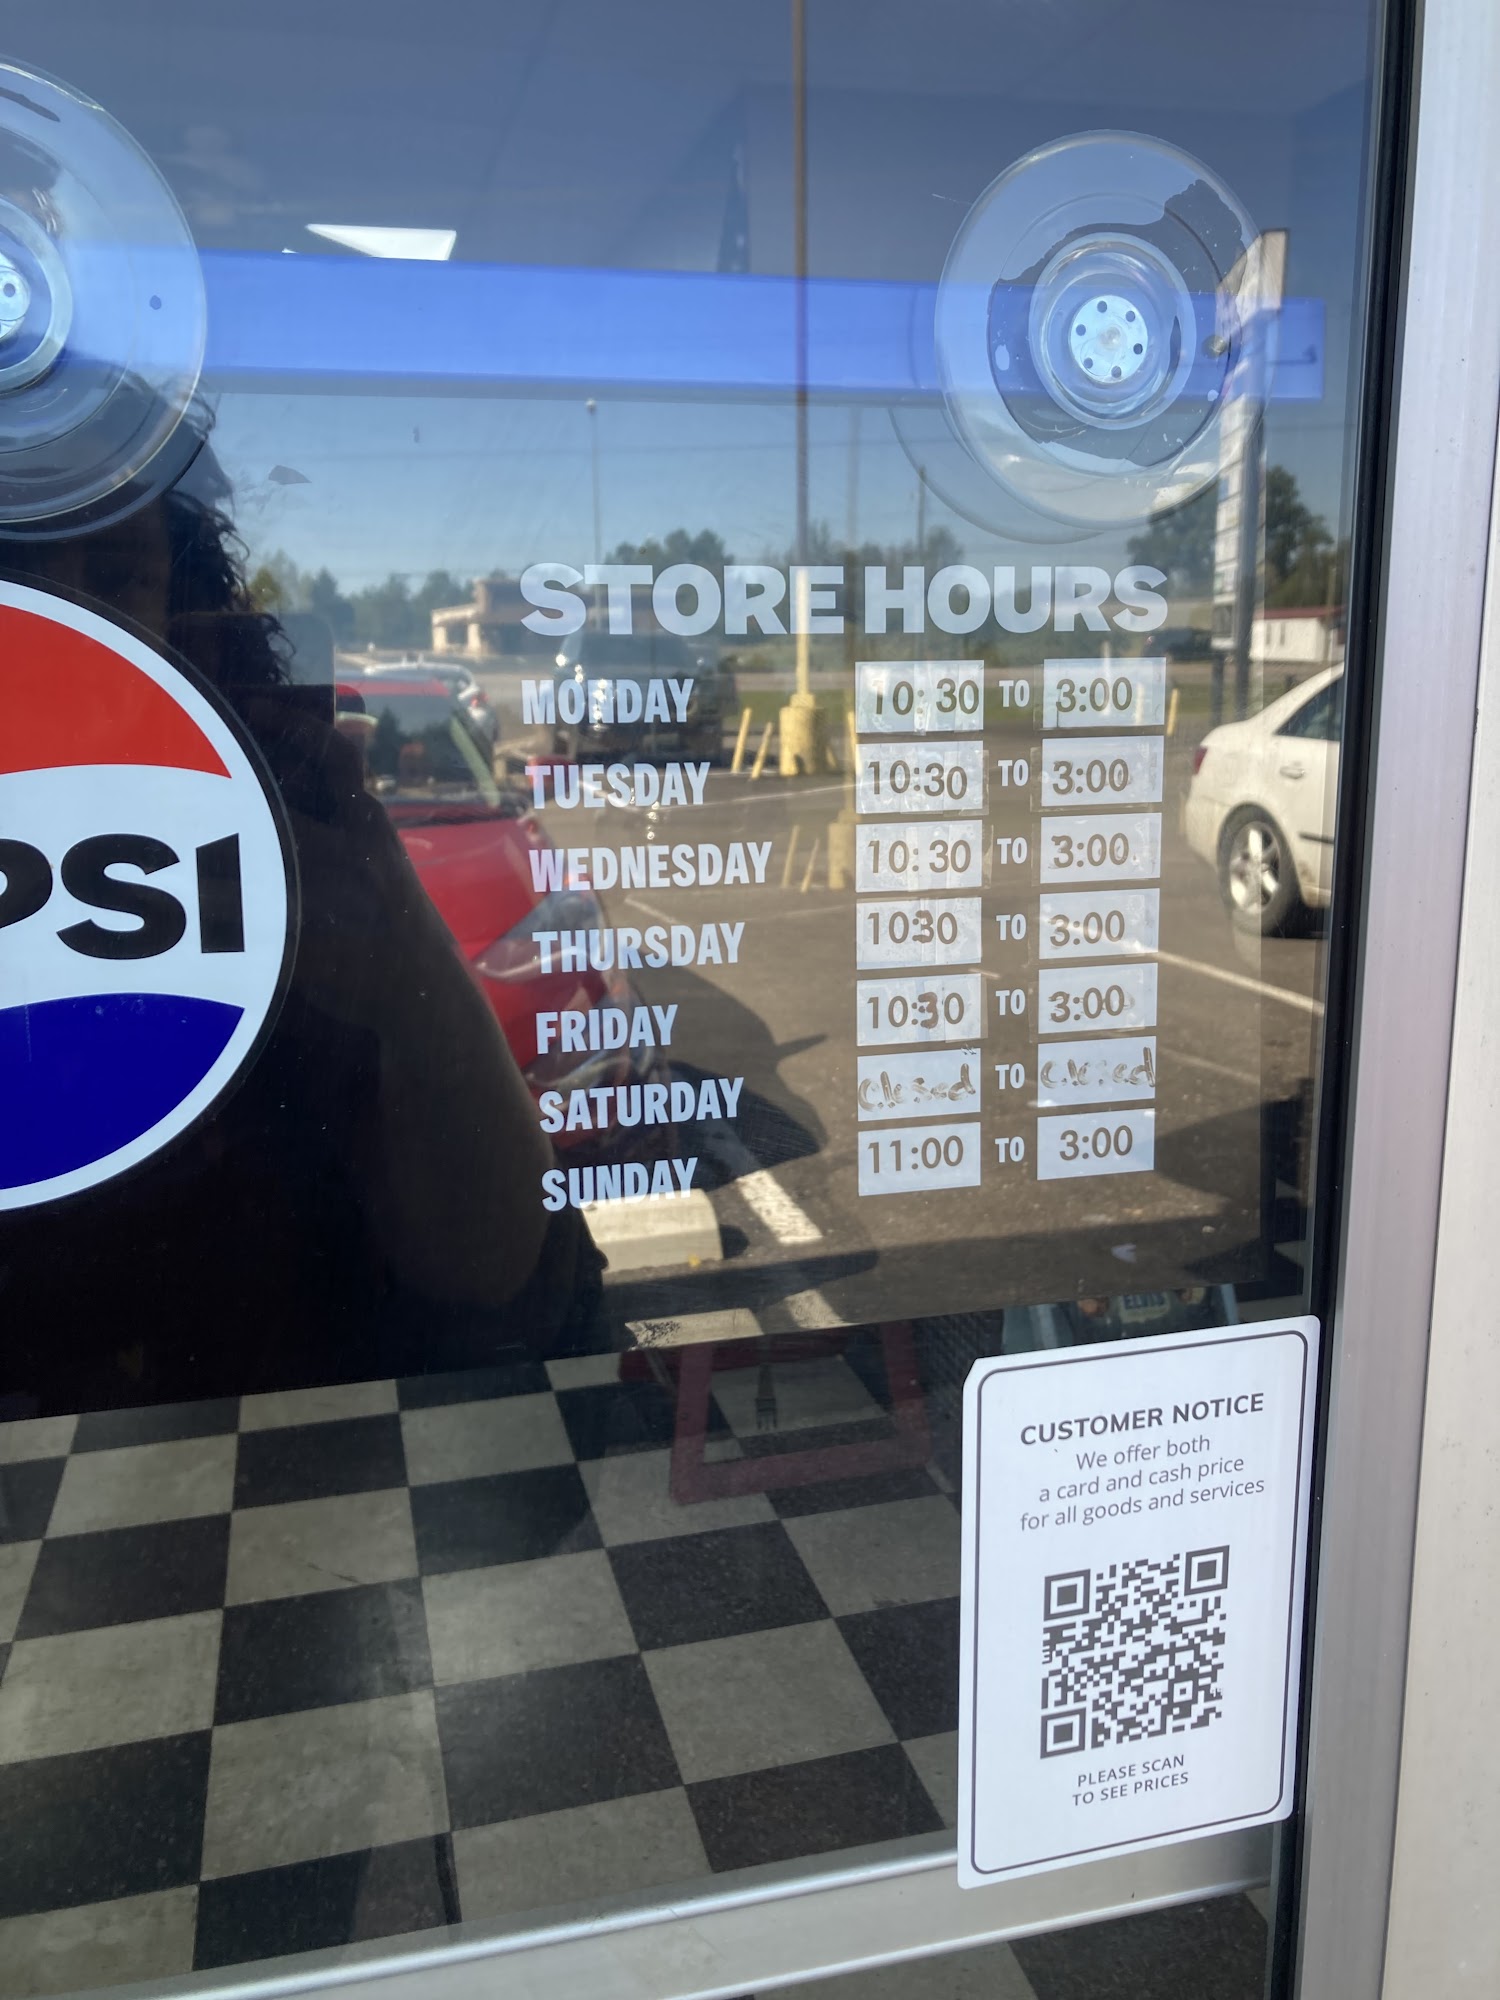 PSI
STORE HOURS
MONDAY 10:30 TO 3:00
TUESDAY 10:30 TO 3:00
WEDNESDAY 10:30 TO 3:00
THURSDAY 10:30 TO 3:00
FRIDAY 10:30 TO 3:00
SATURDAY Closed TO Closed
SUNDAY 11:00 TO 3:00
ELVIS
CUSTOMER NOTICE
We offer both
a card and cash price
for all goods and services
PLEASE SCAN
TO SEE PRICES